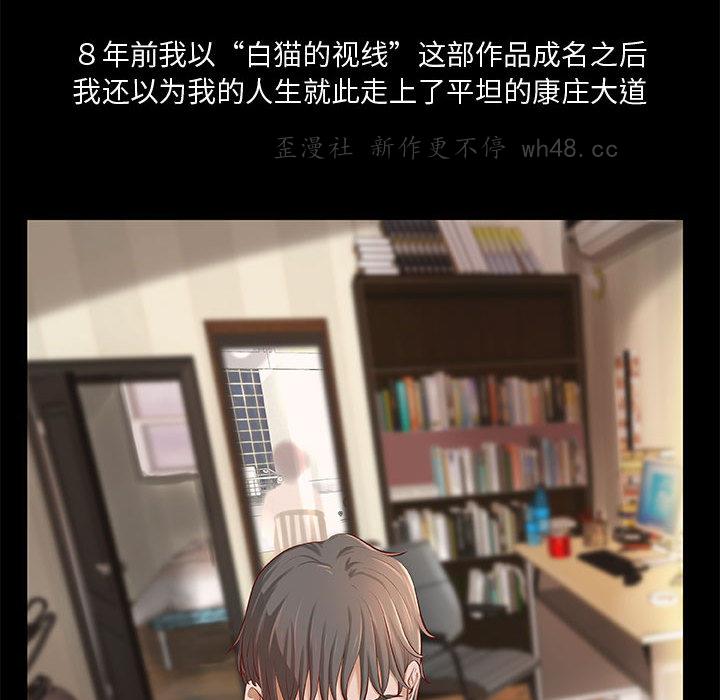 ８年前我以“白猫的视线”这部作品成名之后
我还以为我的人生就此走上了平坦的康庄大道
歪漫社 新作更不停 wh48.cc